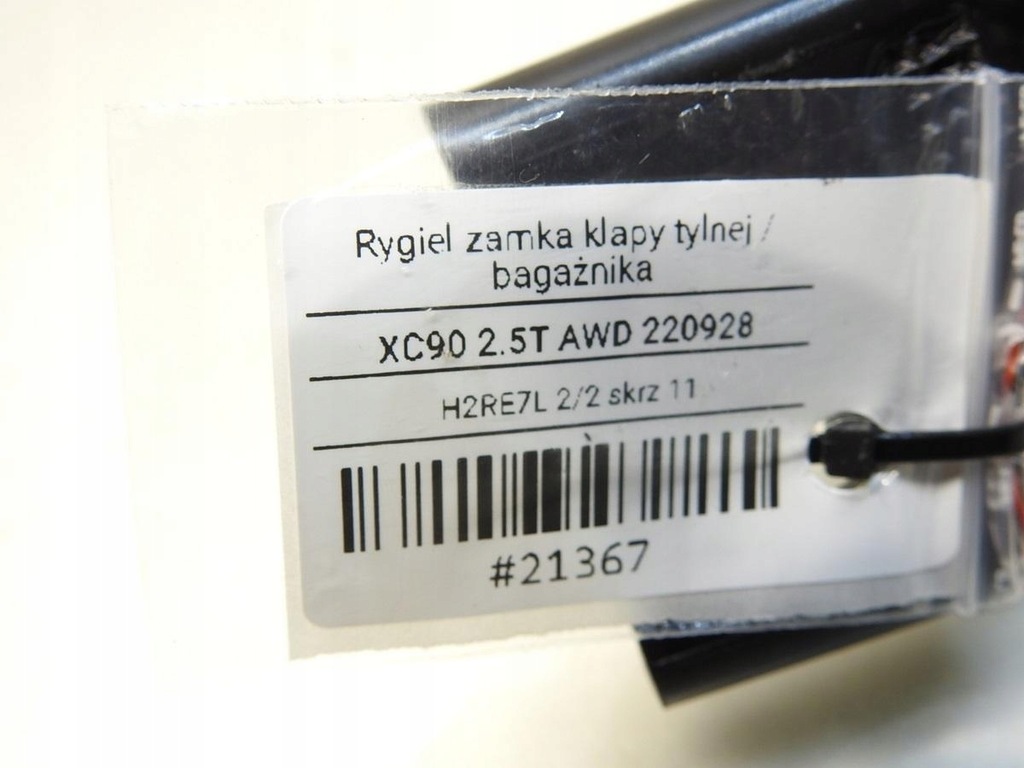 Rygiel zamka klapy tylnej /
bagażnika
XC90 2.5T AWD 220928
H2RE7L 2/2 skrz 11
#21367